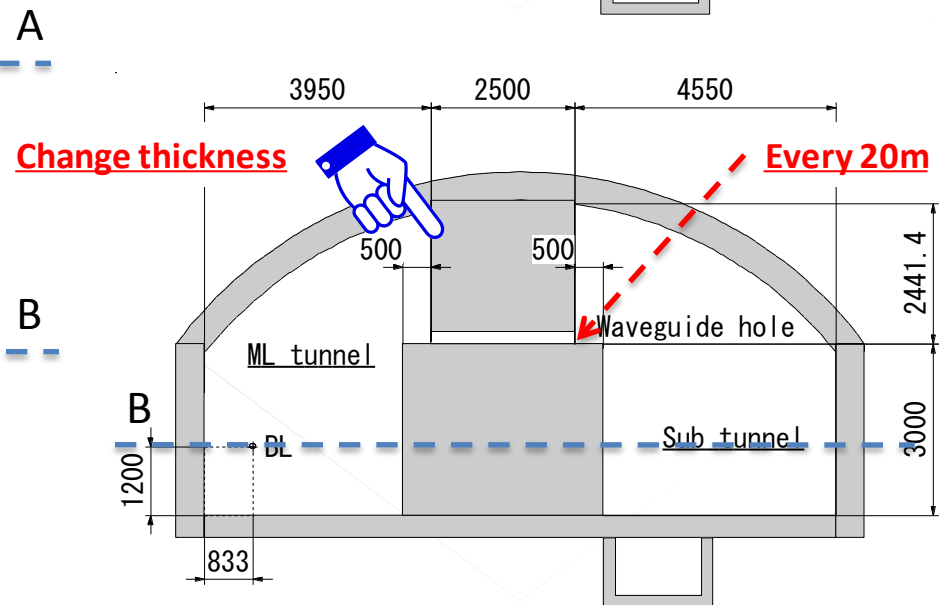 A
3950 2500 4550
Change thickness Every 20m
500 500
2441.4
B
Waveguide hole
ML tunnel
B
BL
Sub tunnel
3000
1200
833